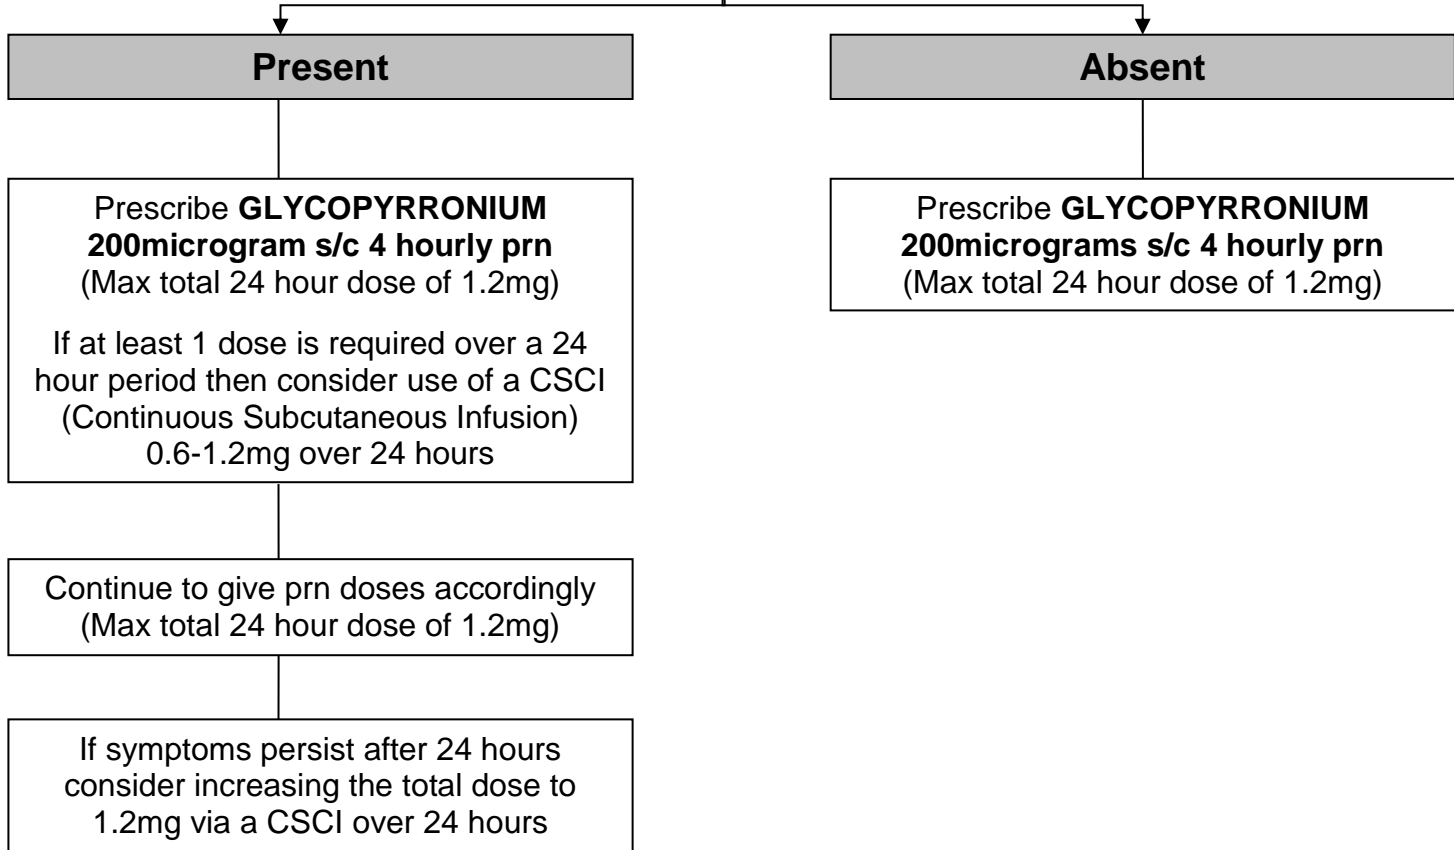 Present
Absent
Prescribe GLYCOPYRRONIUM
200microgram s/c 4 hourly prn
(Max total 24 hour dose of 1.2mg)
If at least 1 dose is required over a 24
hour period then consider use of a CSCI
(Continuous Subcutaneous Infusion)
0.6-1.2mg over 24 hours
Prescribe GLYCOPYRRONIUM
200micrograms s/c 4 hourly prn
(Max total 24 hour dose of 1.2mg)
Continue to give prn doses accordingly
(Max total 24 hour dose of 1.2mg)
If symptoms persist after 24 hours
consider increasing the total dose to
1.2mg via a CSCI over 24 hours